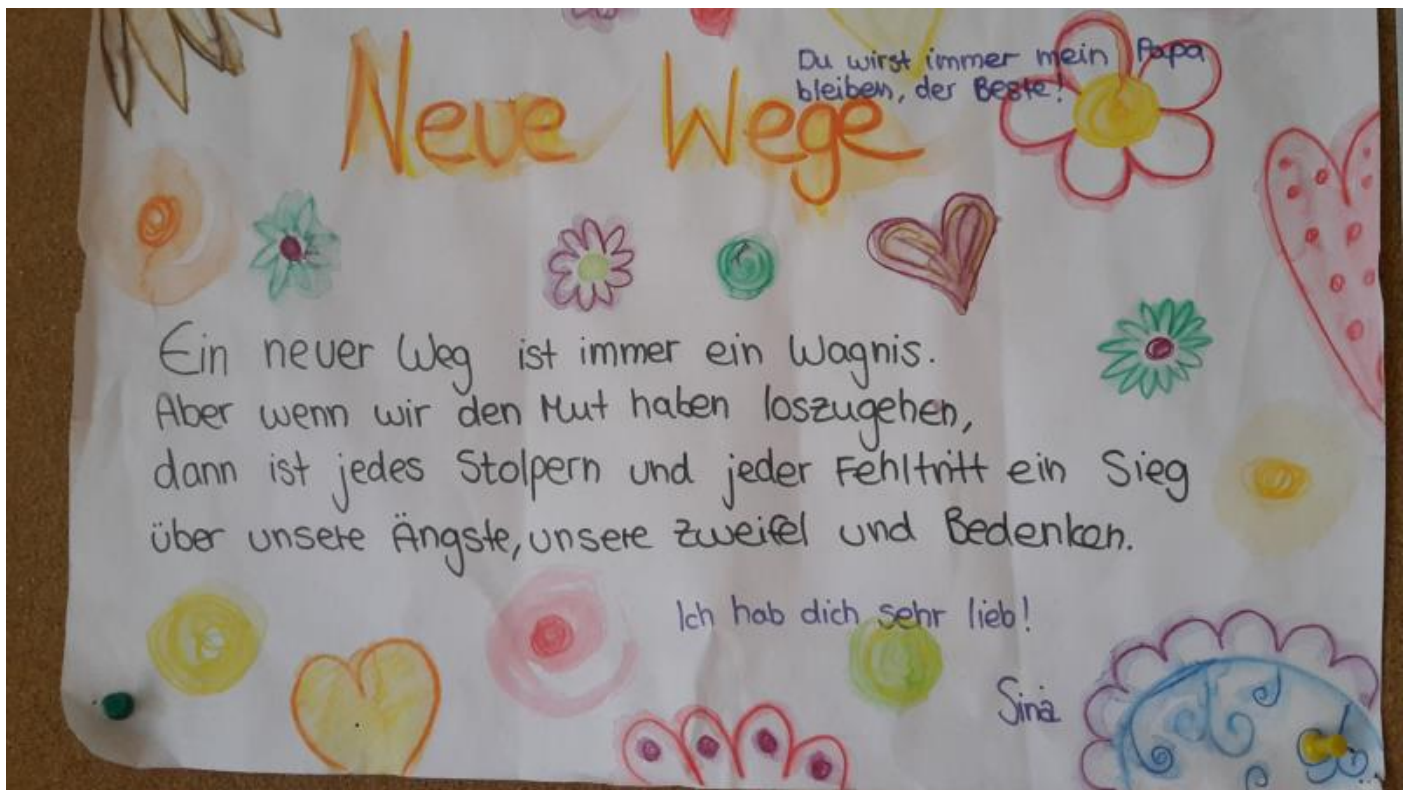 Neue Wege
Du wirst immer mein Papa
bleiben, der Beste!
Ein neuer Weg ist immer ein Wagnis.
Aber wenn wir den Mut haben loszugehen,
dann ist jedes Stolpern und jeder Fehltritt ein Sieg
über unsere Ängste, unsere Zweifel und Bedenken.
Ich hab dich sehr lieb!
Sina